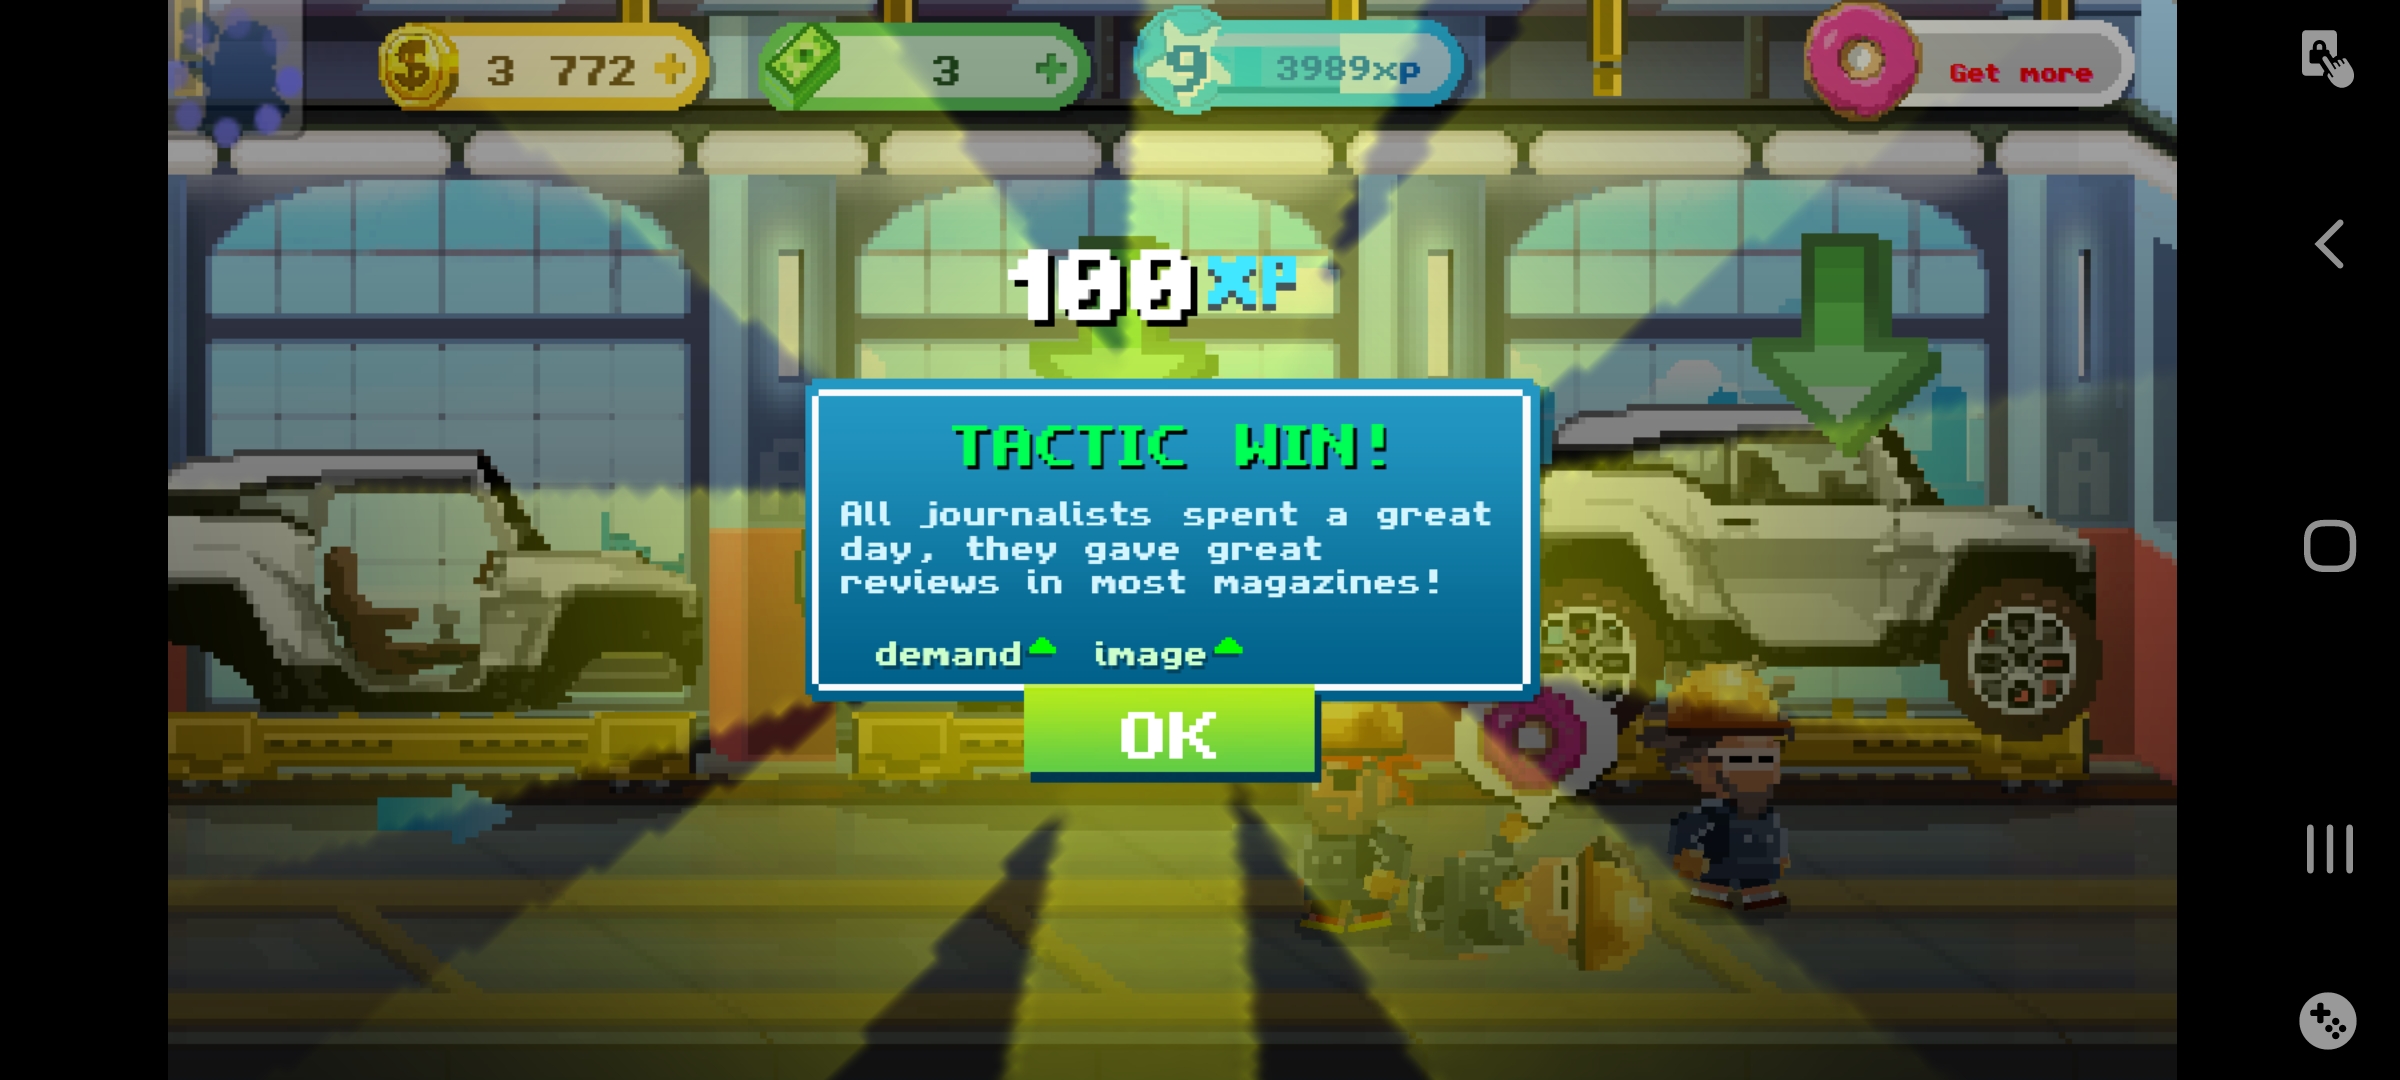 3 772 +
3 +
9 3989xp
Get more
100XP
TACTIC WIN!
All journalists spent a great
day, they gave great
reviews in most magazines!
demand image
OK